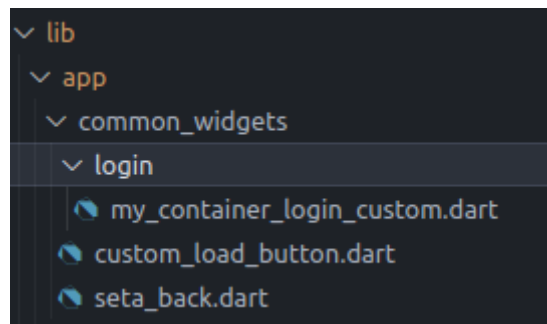 lib
app
common_widgets
login
my_container_login_custom.dart
custom_load_button.dart
seta_back.dart